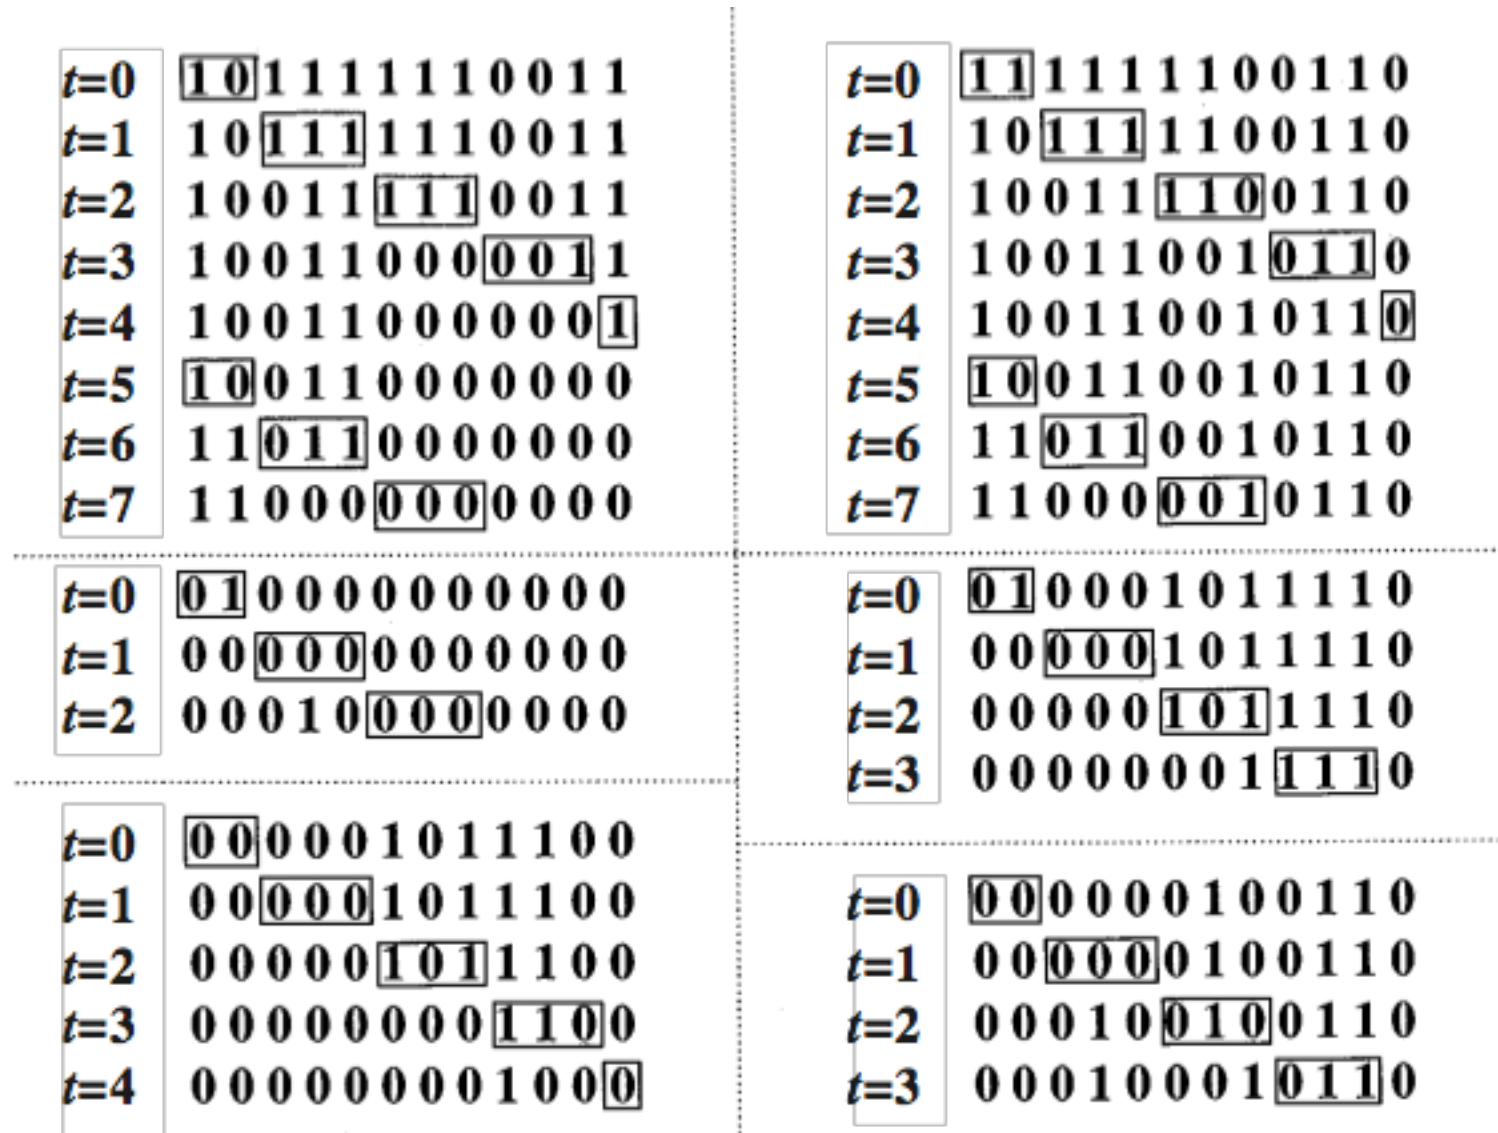 t=0 1 0 1 1 1 1 1 1 0 0 1 1
t=1 1 0 1 1 1 1 1 1 0 0 1 1
t=2 1 0 0 1 1 1 1 1 0 0 1 1
t=3 1 0 0 1 1 0 0 0 0 0 1 1
t=4 1 0 0 1 1 0 0 0 0 0 0 1
t=5 1 0 0 1 1 0 0 0 0 0 0 0
t=6 1 1 0 1 1 0 0 0 0 0 0 0
t=7 1 1 0 0 0 0 0 0 0 0 0 0
t=0 0 1 0 0 0 0 0 0 0 0 0 0
t=1 0 0 0 0 0 0 0 0 0 0 0 0
t=2 0 0 0 1 0 0 0 0 0 0 0 0
t=0 0 0 0 0 0 1 0 1 1 1 0 0
t=1 0 0 0 0 0 1 0 1 1 1 0 0
t=2 0 0 0 0 0 1 0 1 1 1 0 0
t=3 0 0 0 0 0 0 0 0 1 1 0 0
t=4 0 0 0 0 0 0 0 0 1 0 0 0
t=0 1 1 1 1 1 1 1 0 0 1 1 0
t=1 1 0 1 1 1 1 1 0 0 1 1 0
t=2 1 0 0 1 1 1 1 0 0 1 1 0
t=3 1 0 0 1 1 0 0 1 0 1 1 0
t=4 1 0 0 1 1 0 0 1 0 1 1 0
t=5 1 0 0 1 1 0 0 1 0 1 1 0
t=6 1 1 0 1 1 0 0 1 0 1 1 0
t=7 1 1 0 0 0 0 0 1 0 1 1 0
t=0 0 1 0 0 0 1 0 1 1 1 1 0
t=1 0 0 0 0 0 1 0 1 1 1 1 0
t=2 0 0 0 0 0 1 0 1 1 1 1 0
t=3 0 0 0 0 0 0 0 1 1 1 1 0
t=0 0 0 0 0 0 0 1 0 0 1 1 0
t=1 0 0 0 0 0 0 1 0 0 1 1 0
t=2 0 0 0 1 0 0 1 0 0 1 1 0
t=3 0 0 0 1 0 0 0 1 0 1 1 0